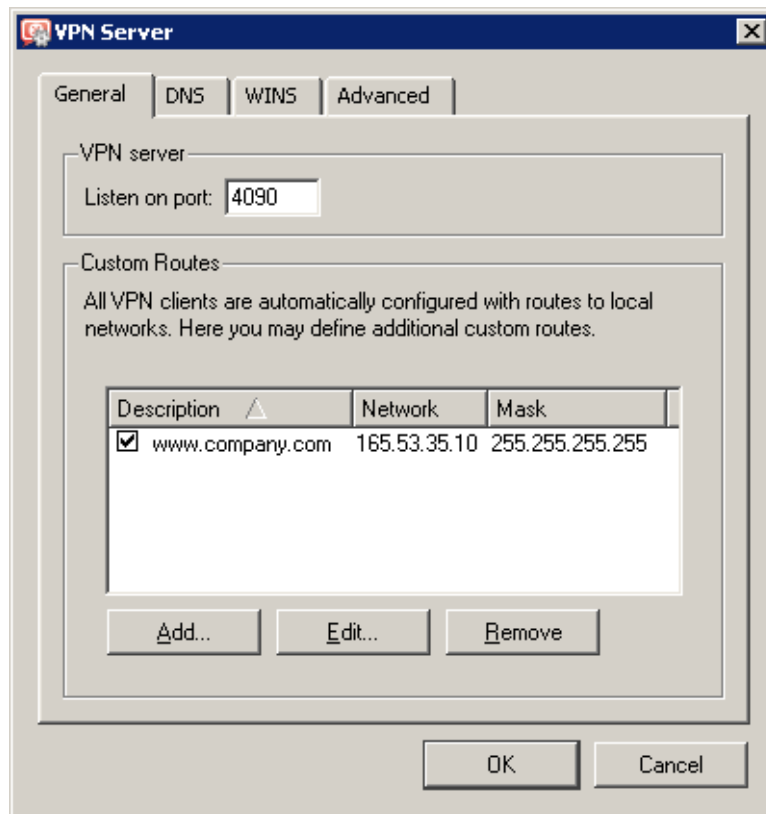 VPN Server
General DNS WINS Advanced
VPN server
Listen on port: 4090
Custom Routes
All VPN clients are automatically configured with routes to local
networks. Here you may define additional custom routes.
Description Network Mask
www.company.com 165.53.35.10 255.255.255.255
Add... Edit... Remove
OK Cancel